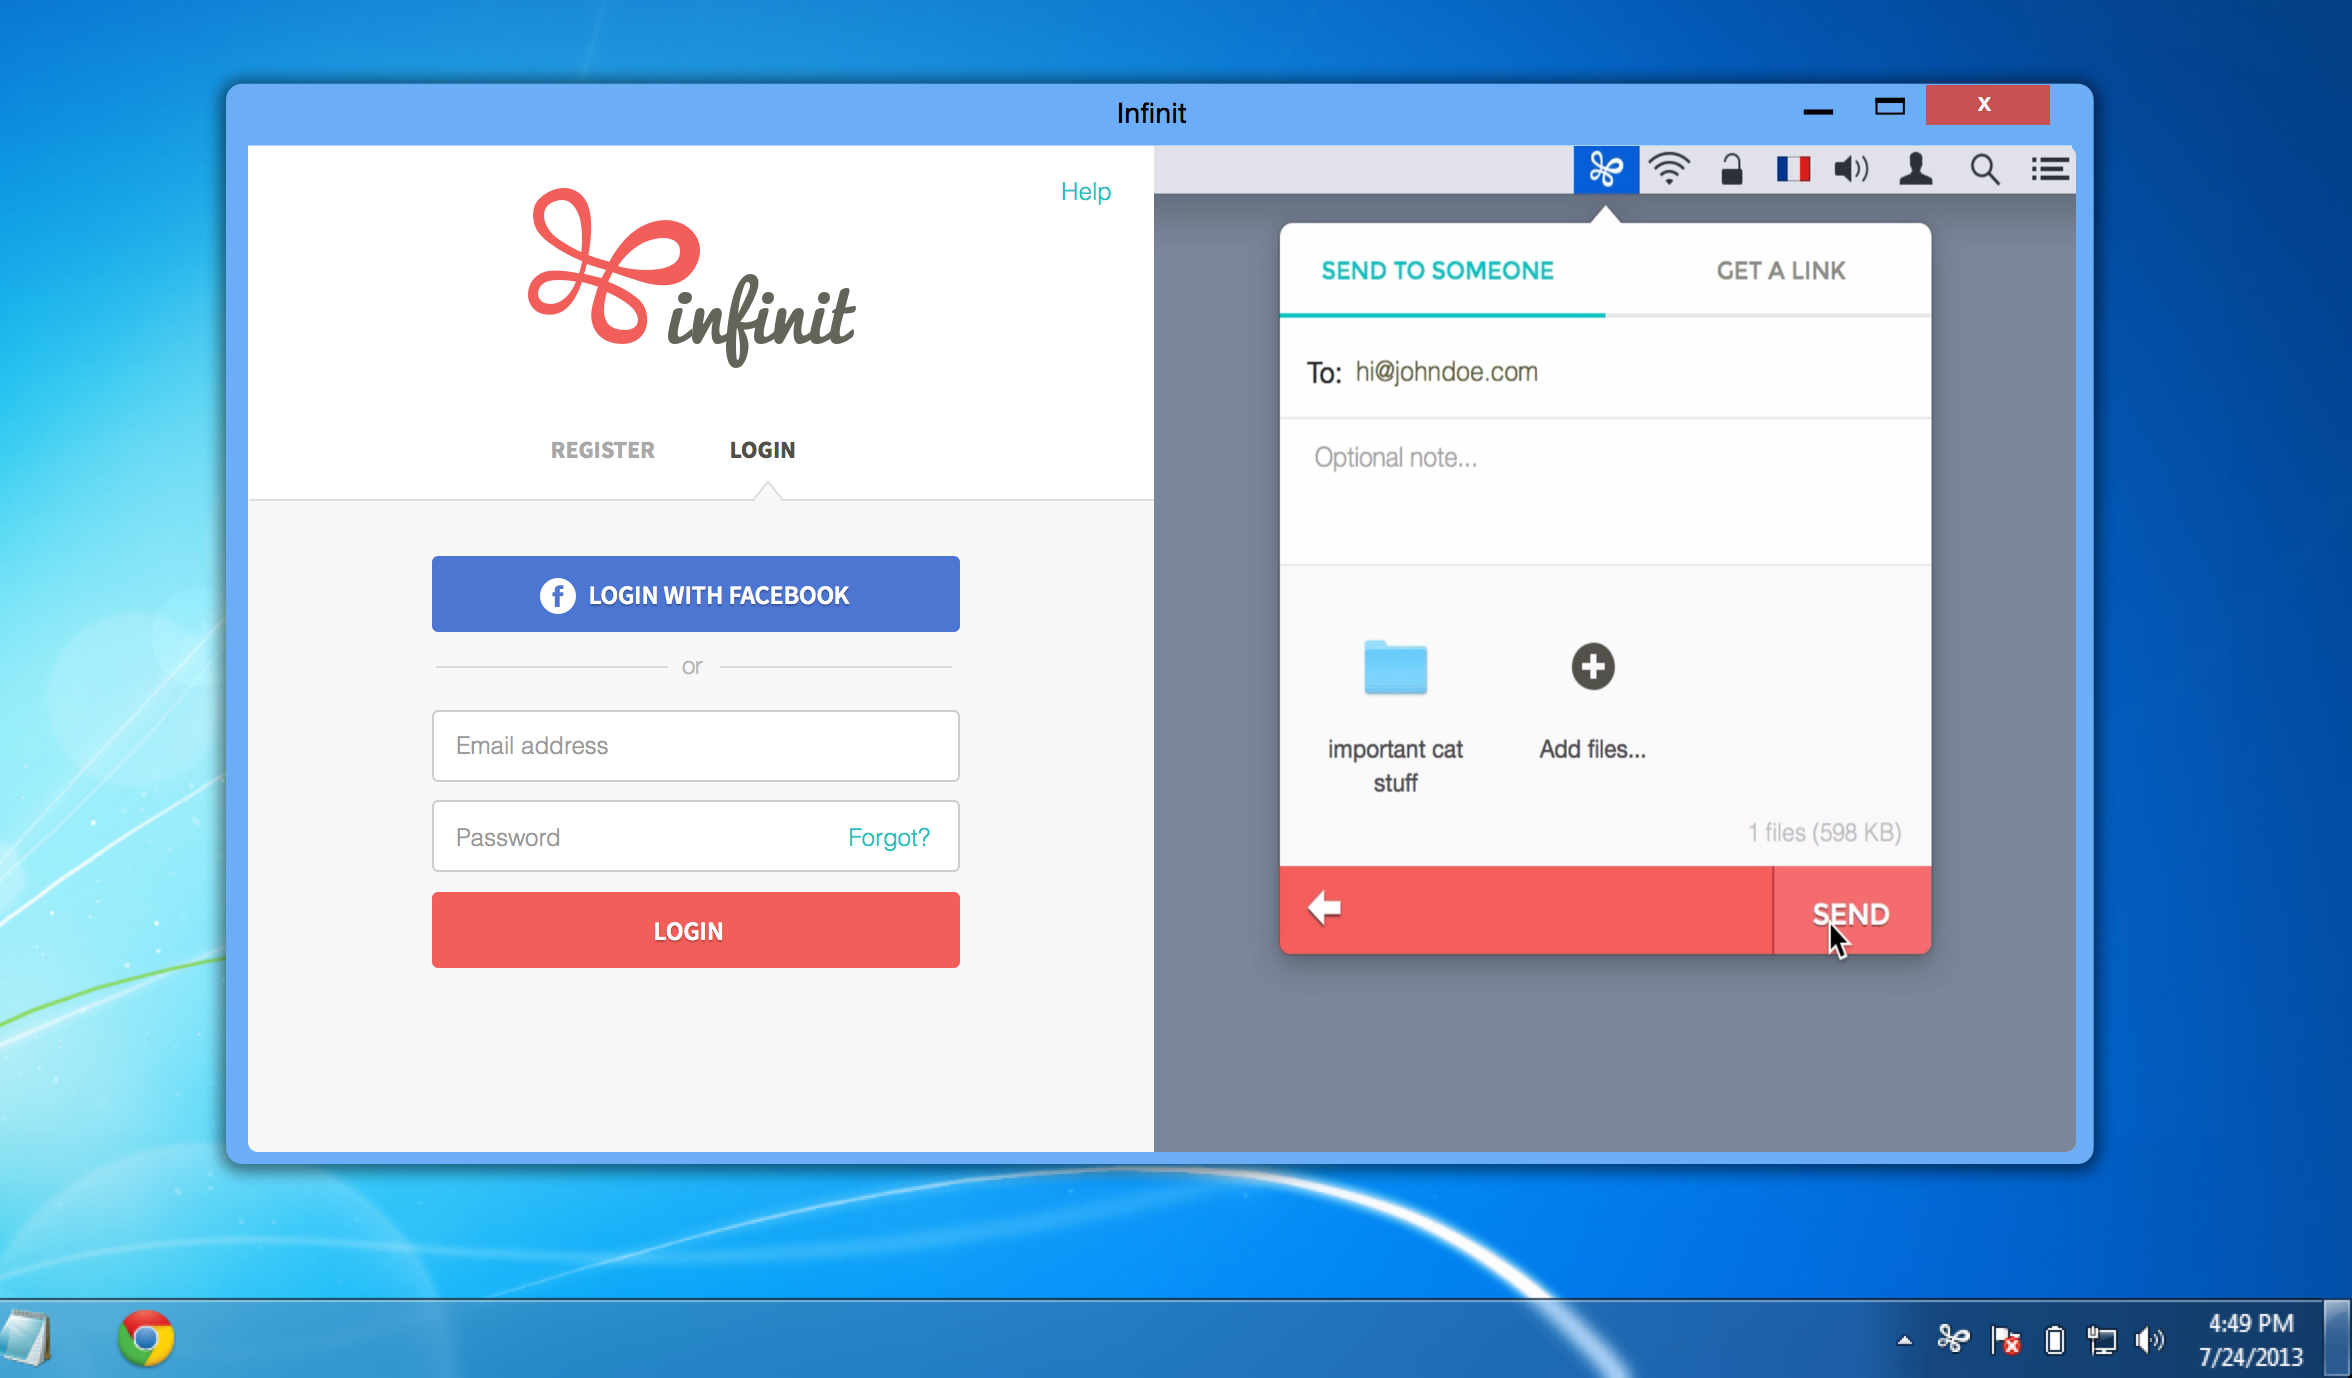 Infinit
x
Help
infinit
REGISTER
LOGIN
f LOGIN WITH FACEBOOK
or
Email address
Password
Forgot?
LOGIN
SEND TO SOMEONE
GET A LINK
To: hi@johndoe.com
Optional note...
important cat
stuff
Add files...
1 files (598 KB)
SEND
4:49 PM
7/24/2013